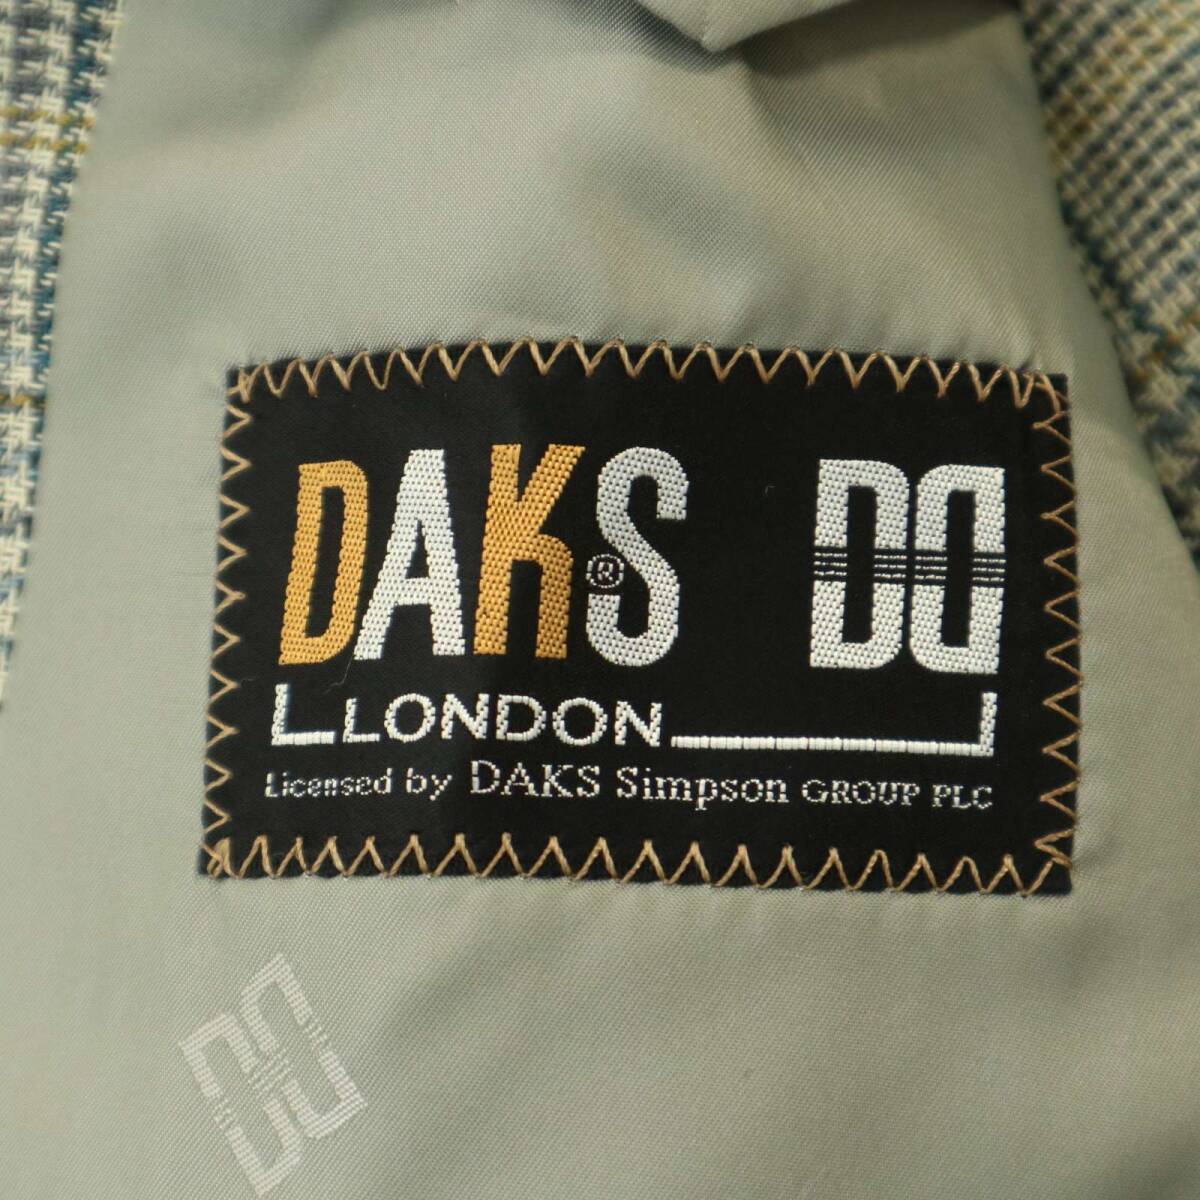 DAKS® DD
LONDON
Licensed by DAKS Simpson GROUP PLC